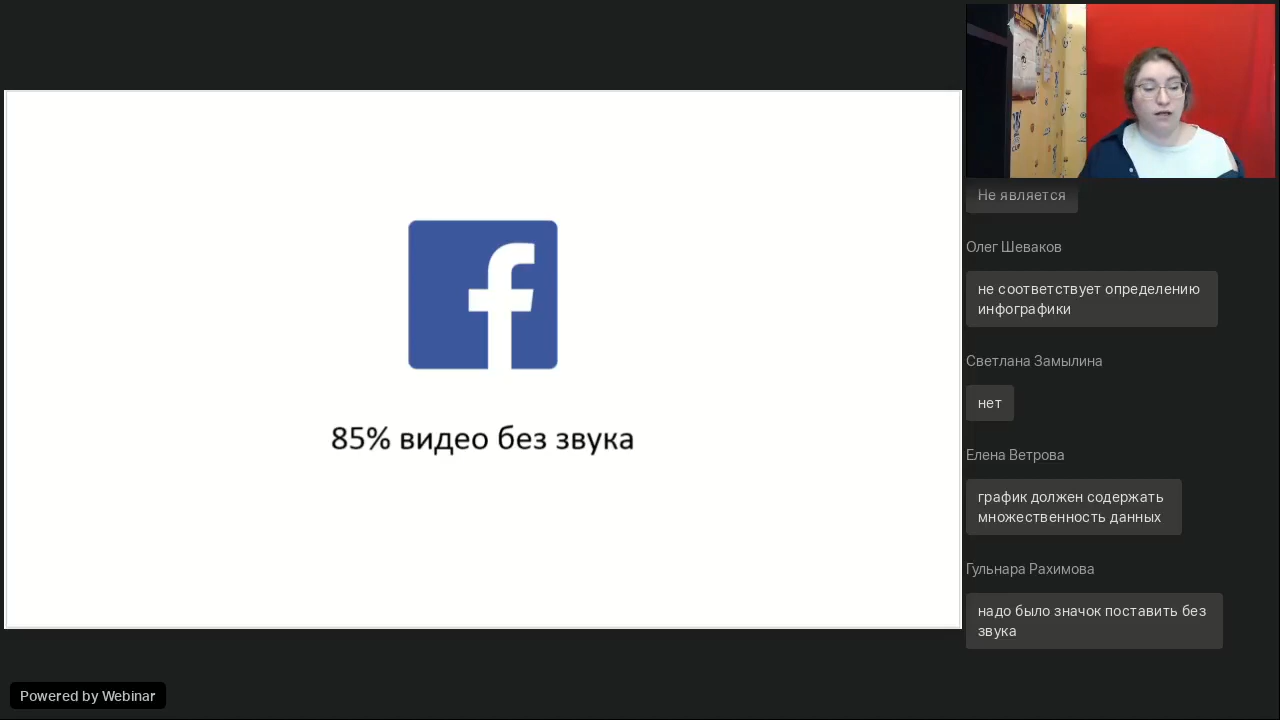 85% видео без звука
Не является
Олег Шеваков
не соответствует определению
инфографики
Светлана Замылина
нет
Елена Ветрова
график должен содержать
множественность данных
Гульнара Рахимова
надо было значок поставить без
звука
Powered by Webinar